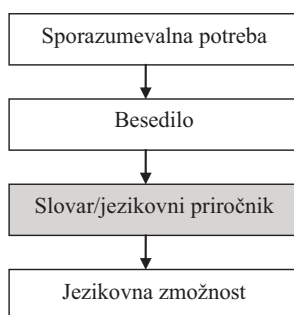 Sporazumevalna potreba
Besedilo
Slovar/jezikovni priročnik
Jezikovna zmožnost